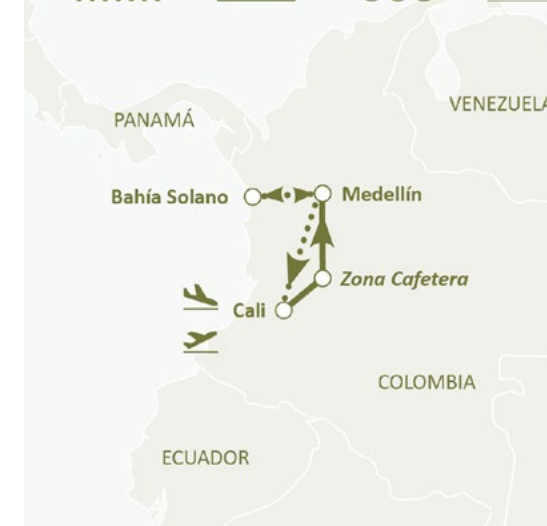 PANAMÁ
VENEZUELA
Bahía Solano
Medellín
Zona Cafetera
Cali
COLOMBIA
ECUADOR